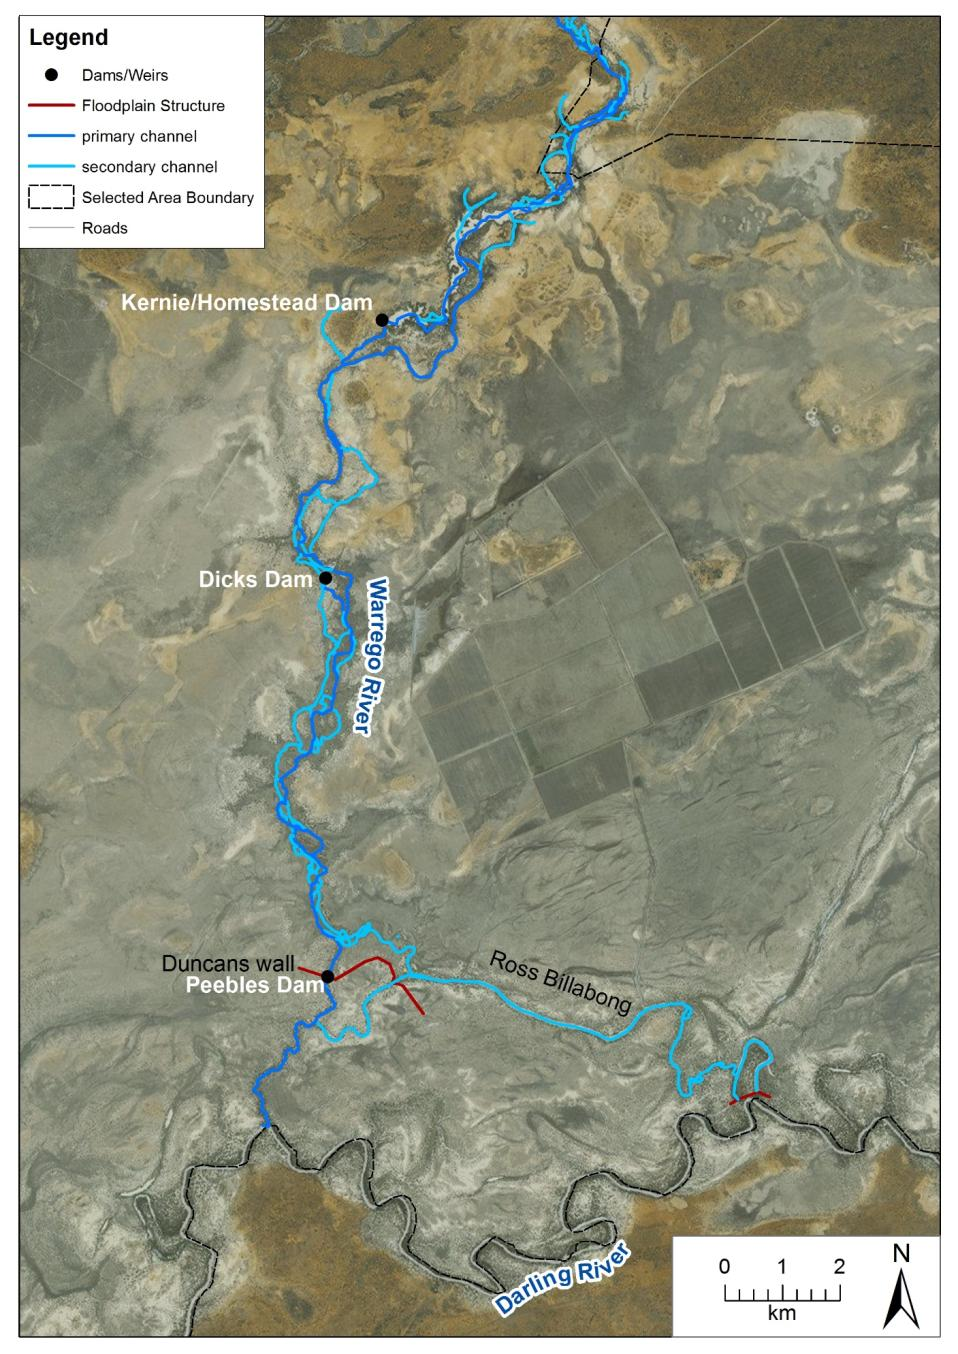 Legend
Dams/Weirs
Floodplain Structure
primary channel
secondary channel
Selected Area Boundary
Roads
Kernie/Homestead Dam
Dicks Dam
Warrego River
Duncans wall
Peebles Dam
Ross Billabong
Darling River
0 1 2
km
N